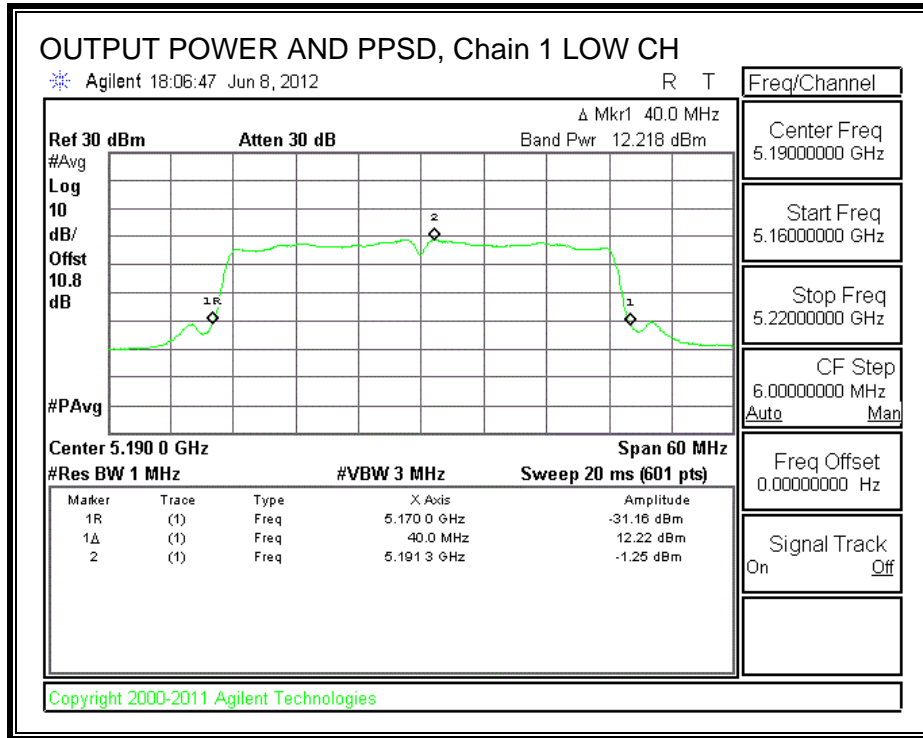 OUTPUT POWER AND PPSD, Chain 1 LOW CH
Agilent 18:06:47 Jun 8, 2012 R T
Freq/Channel
Δ Mkr1 40.0 MHz
Ref 30 dBm Atten 30 dB Band Pwr 12.218 dBm
#Avg
Log
10
dB/
Offst
10.8
dB
#PAvg
1R
2
1
Center 5.190 0 GHz Span 60 MHz
#Res BW 1 MHz #VBW 3 MHz Sweep 20 ms (601 pts)
Marker Trace Type X Axis Amplitude
1R (1) Freq 5.170 0 GHz -31.16 dBm
1Δ (1) Freq 40.0 MHz 12.22 dBm
2 (1) Freq 5.191 3 GHz -1.25 dBm
Center Freq
5.19000000 GHz
Start Freq
5.16000000 GHz
Stop Freq
5.22000000 GHz
CF Step
6.00000000 MHz
Auto Man
Freq Offset
0.00000000 Hz
Signal Track
On Off
Copyright 2000-2011 Agilent Technologies